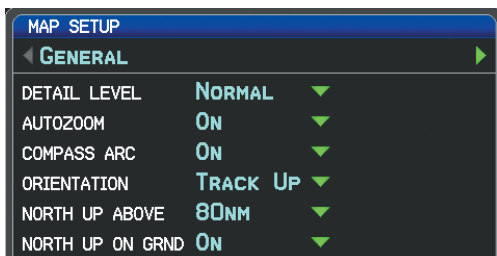 MAP SETUP
GENERAL
DETAIL LEVEL NORMAL
AUTOZOOM ON
COMPASS ARC ON
ORIENTATION TRACK UP
NORTH UP ABOVE 80NM
NORTH UP ON GRND ON